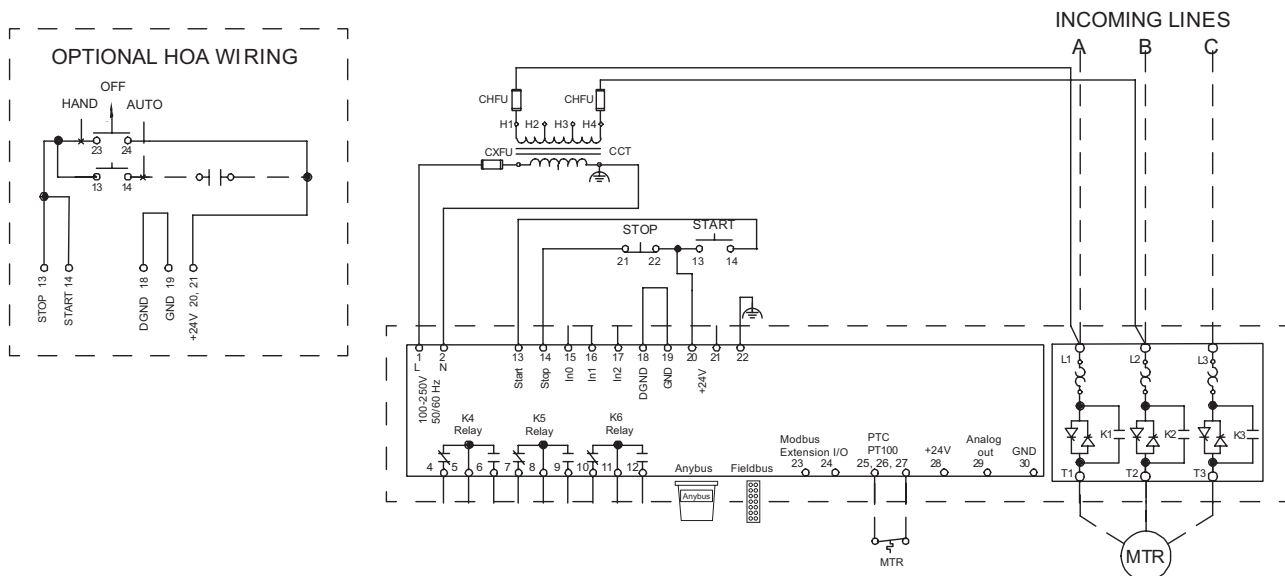 INCOMING LINES
A B C
OPTIONAL HOA WIRING
OFF
HAND AUTO
23 24
13 14
STOP 13
START 14
DGND 18
GND 19
+24V 20, 21
CHFU CHFU
H1 H2 H3 H4
CXFU CCT
STOP START
21 22 13 14
1 2 13 14 15 16 17 18 19 20 21 22
L N
100-250V
50/60 Hz
Start
Stop
In0
In1
In2
DGND
GND
+24V
K4
Relay
K5
Relay
K6
Relay
4 5 6 7 8 9 10 11 12
Anybus
Anybus
Fieldbus
Modbus
Extension I/O
23 24
PTC
PT100
25, 26, 27
+24V
28
Analog
out
29
GND
30
MTR
L1 L2 L3
K1 K2 K3
T1 T2 T3
MTR